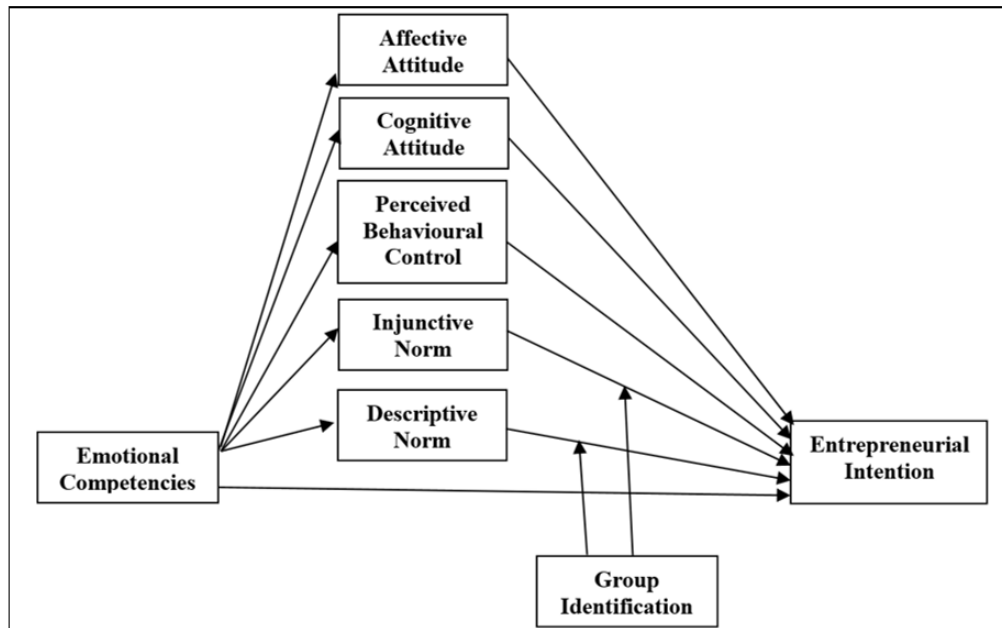 Affective
Attitude
Cognitive
Attitude
Perceived
Behavioural
Control
Injunctive
Norm
Descriptive
Norm
Emotional
Competencies
Entrepreneurial
Intention
Group
Identification